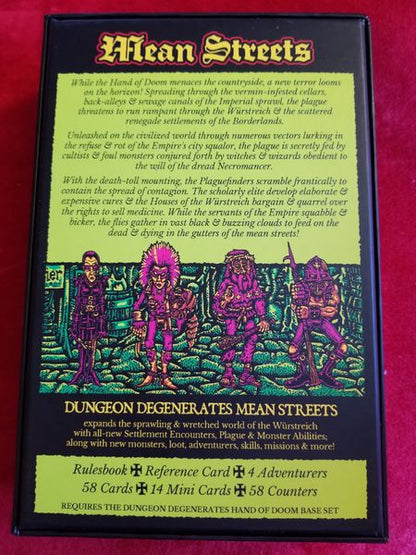 Mean Streets
While the Hand of Doom menaces the countryside, a new terror looms
on the horizon! Spreading through the vermin-infested cellars,
back-alleys & sewage canals of the Imperial sprawl, the plague
threatens to run rampant through the Würstreich & the scattered
renegade settlements of the Borderlands.
Unleashed on the civilized world through numerous vectors lurking in
the refuse & rot of the Empire's city squalor, the plague is secretly fed by
cultists & foul monsters conjured forth by witches & wizards obedient to
the will of the dread Necromancer.
With the death-toll mounting, the Plaguefinders scramble frantically to
contain the spread of contagion. The scholarly elite develop elaborate &
expensive cures & the Houses of the Würstreich bargain & quarrel over
the rights to sell medicine. While the servants of the Empire squabble &
bicker, the flies gather in vast black & buzzing clouds to feed on the
dead & dying in the gutters of the mean streets!
DUNGEON DEGENERATES MEAN STREETS
expands the sprawling & wretched world of the Würstreich
with all-new Settlement Encounters, Plague & Monster Abilities;
along with new monsters, loot, adventurers, skills, missions & more!
Rulesbook ✠ Reference Card ✠ 4 Adventurers
58 Cards ✠ 14 Mini Cards ✠ 58 Counters
REQUIRES THE DUNGEON DEGENERATES HAND OF DOOM BASE SET